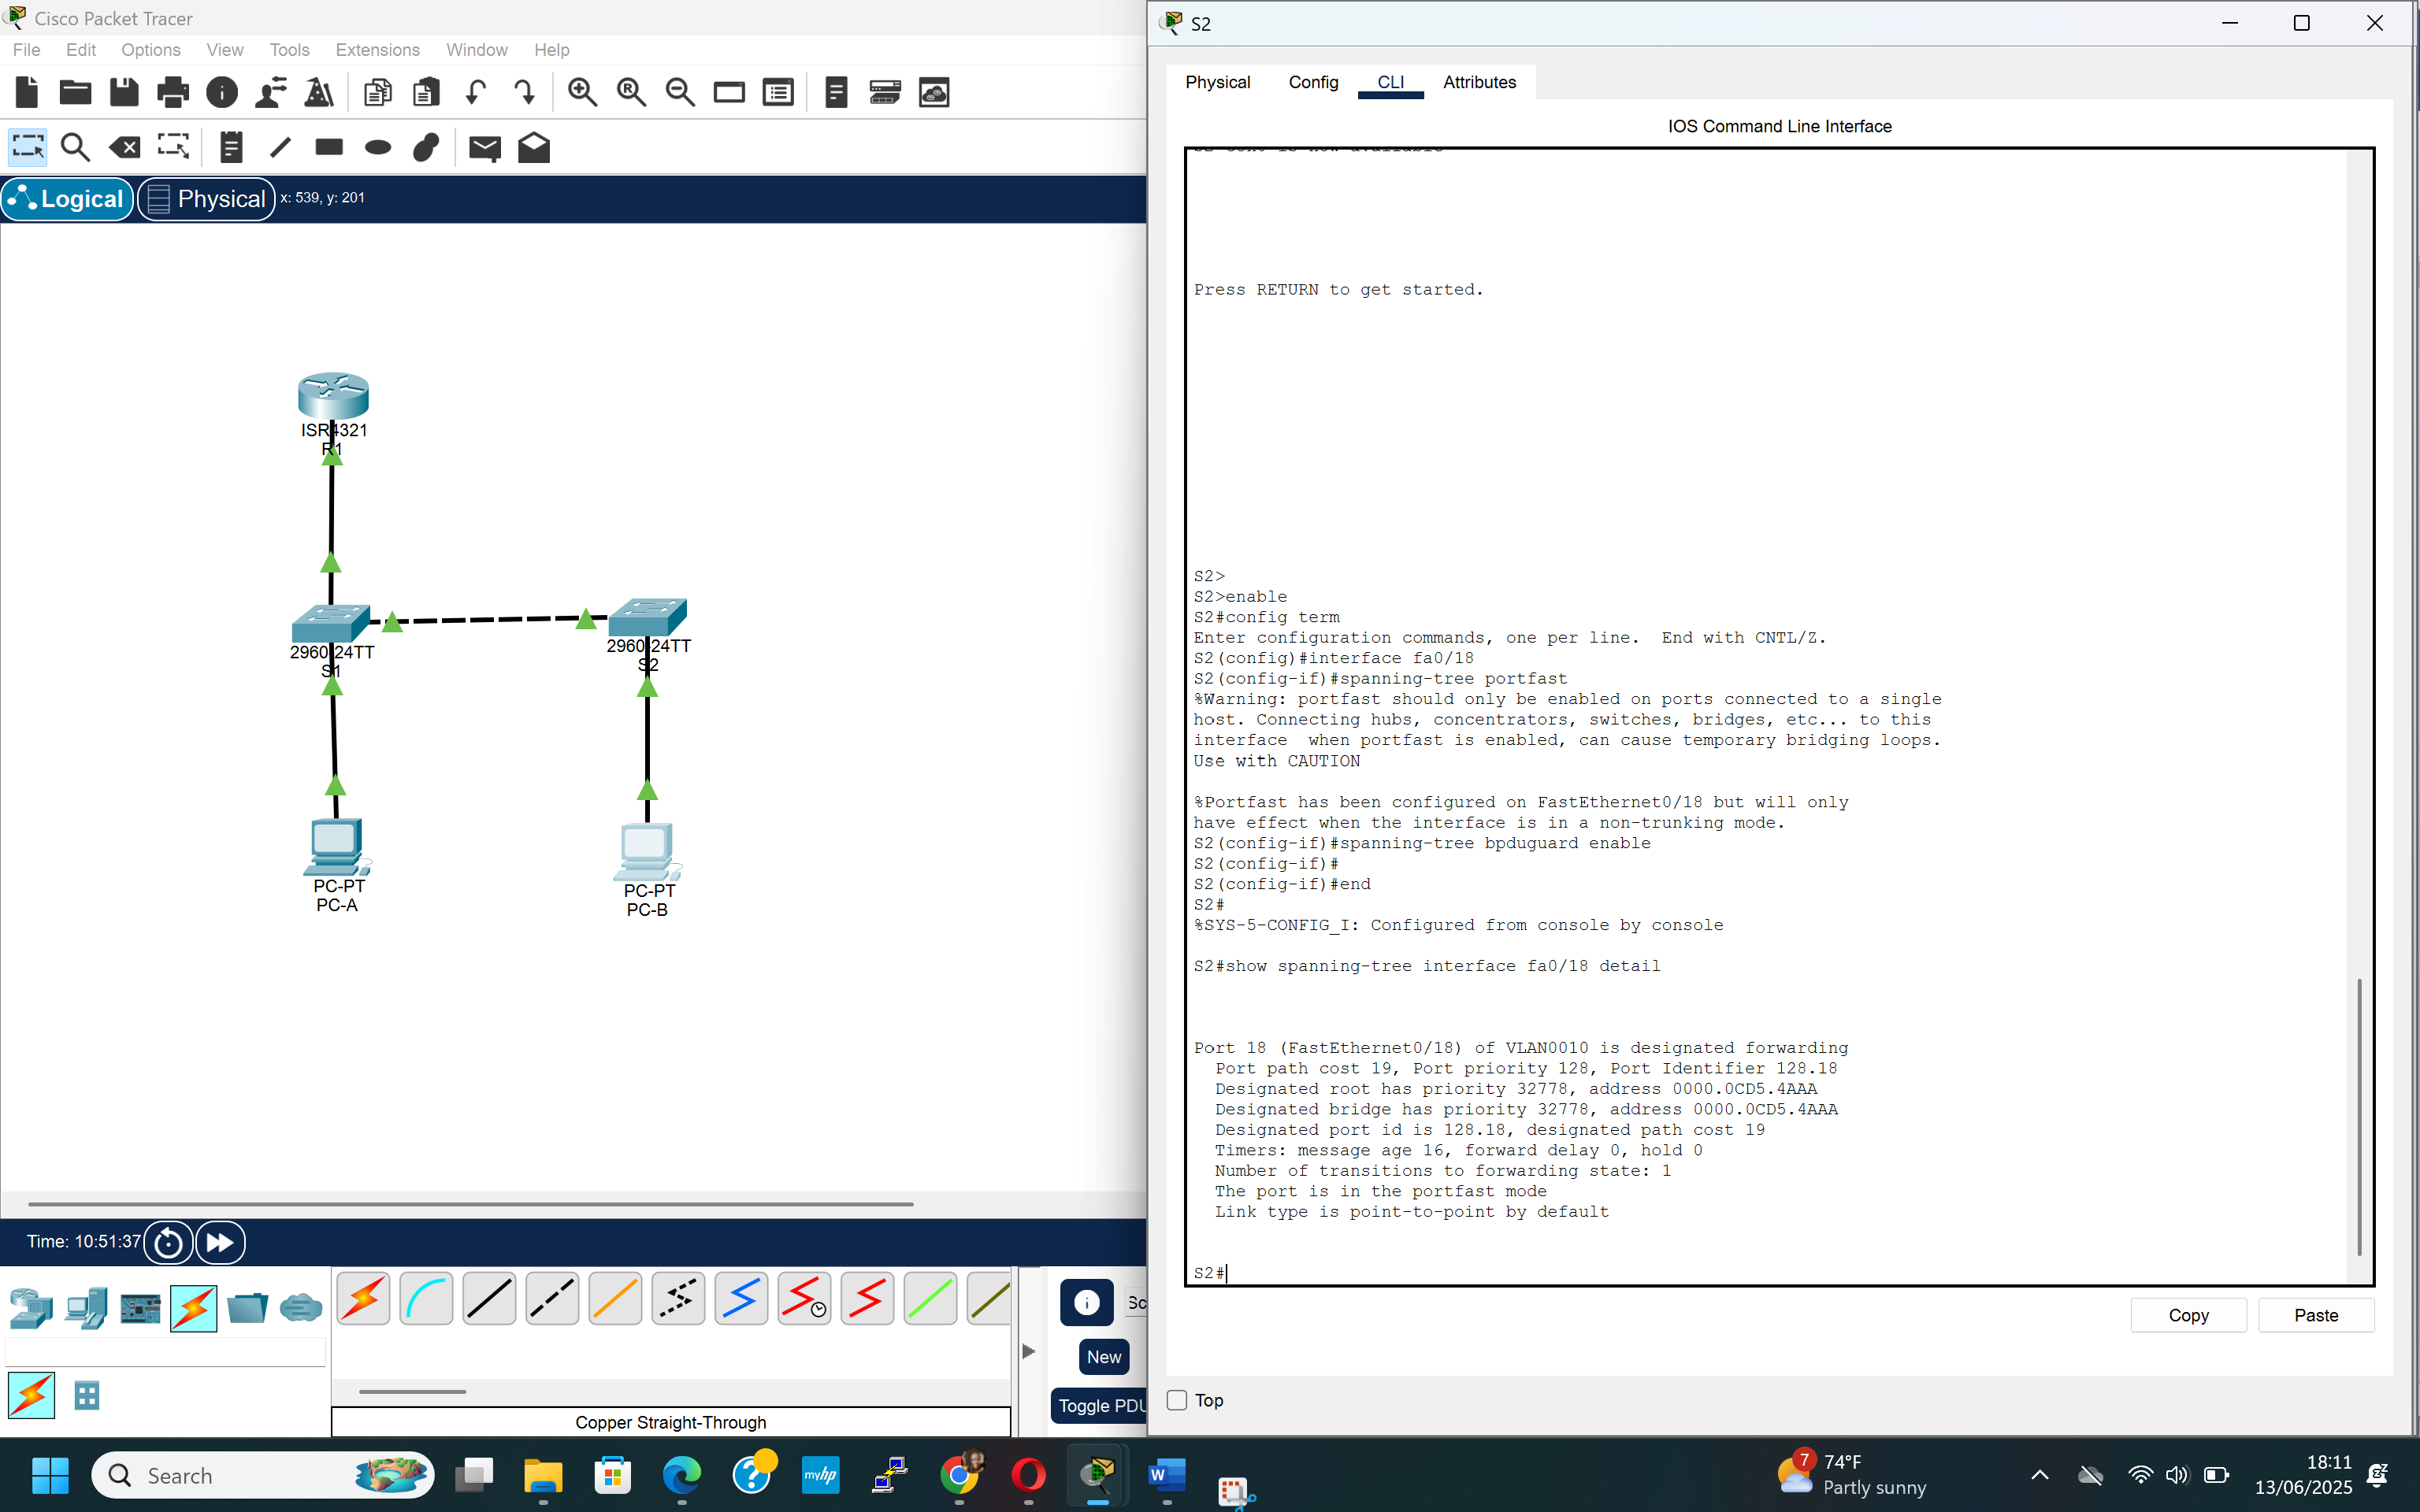 Cisco Packet Tracer
File Edit Options View Tools Extensions Window Help
Logical Physical x: 539, y: 201
ISR4321
R1
2960-24TT
S1
2960-24TT
S2
PC-PT
PC-A
PC-PT
PC-B
Time: 10:51:37
New
Toggle PDU
Copper Straight-Through
S2
Physical Config CLI Attributes
IOS Command Line Interface
Press RETURN to get started.
S2>
S2>enable
S2#config term
Enter configuration commands, one per line.  End with CNTL/Z.
S2(config)#interface fa0/18
S2(config-if)#spanning-tree portfast
%Warning: portfast should only be enabled on ports connected to a single
host. Connecting hubs, concentrators, switches, bridges, etc... to this
interface  when portfast is enabled, can cause temporary bridging loops.
Use with CAUTION
%Portfast has been configured on FastEthernet0/18 but will only
have effect when the interface is in a non-trunking mode.
S2(config-if)#spanning-tree bpduguard enable
S2(config-if)#
S2(config-if)#end
S2#
%SYS-5-CONFIG_I: Configured from console by console
S2#show spanning-tree interface fa0/18 detail
Port 18 (FastEthernet0/18) of VLAN0010 is designated forwarding
Port path cost 19, Port priority 128, Port Identifier 128.18
Designated root has priority 32778, address 0000.0CD5.4AAA
Designated bridge has priority 32778, address 0000.0CD5.4AAA
Designated port id is 128.18, designated path cost 19
Timers: message age 16, forward delay 0, hold 0
Number of transitions to forwarding state: 1
The port is in the portfast mode
Link type is point-to-point by default
S2#
Copy Paste
Top
Search
myhp
7
74°F
Partly sunny
18:11
13/06/2025